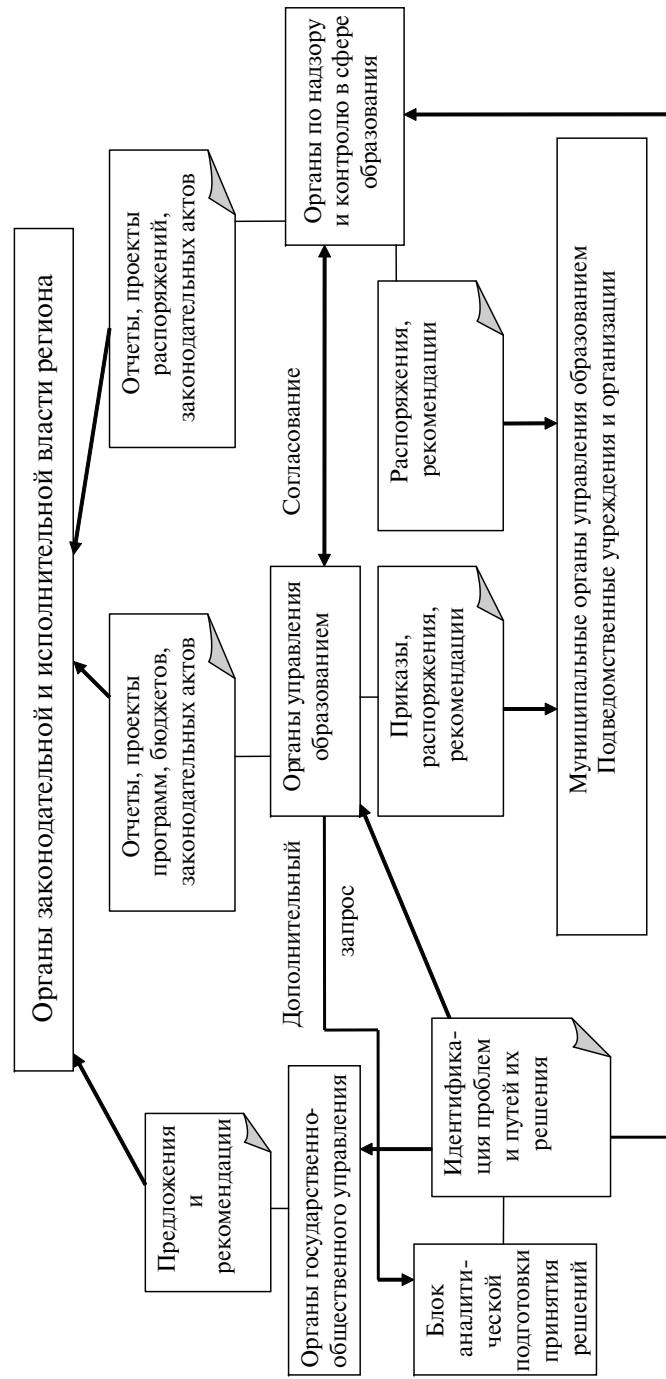 Органы законодательной и исполнительной власти региона
Предложения
и
рекомендации
Отчеты, проекты
программ, бюджетов,
законодательных актов
Отчеты, проекты
распоряжений,
законодательных актов
Органы государственно-
общественного управления
Дополнительный
запрос
Органы управления
образованием
Согласование
Органы по надзору
и контролю в сфере
образования
Блок
аналити-
ческой
подготовки
принятия
решений
Идентифика-
ция проблем
и путей их
решения
Приказы,
распоряжения,
рекомендации
Распоряжения,
рекомендации
Муниципальные органы управления образованием
Подведомственные учреждения и организации